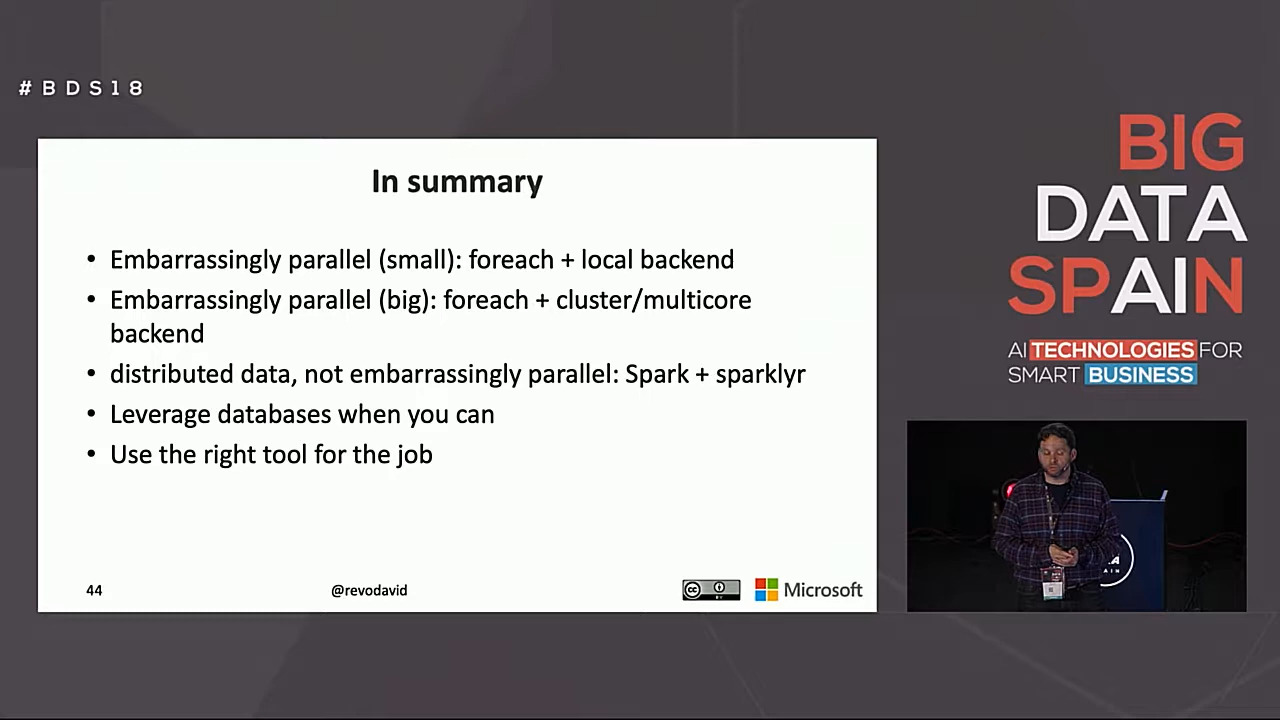 #BDS18
In summary
• Embarrassingly parallel (small): foreach + local backend
• Embarrassingly parallel (big): foreach + cluster/multicore
backend
• distributed data, not embarrassingly parallel: Spark + sparklyr
• Leverage databases when you can
• Use the right tool for the job
44
@revodavid
cc
BY
Microsoft
BIG
DATA
SPAIN
AI TECHNOLOGIES FOR
SMART BUSINESS